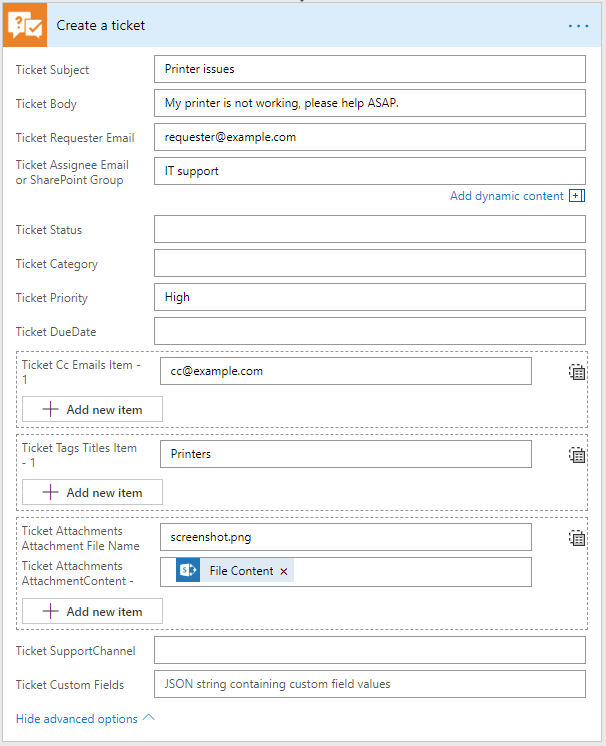 Create a ticket
Ticket Subject
Printer issues
Ticket Body
My printer is not working, please help ASAP.
Ticket Requester Email
requester@example.com
Ticket Assignee Email
or SharePoint Group
IT support
Add dynamic content
Ticket Status
Ticket Category
Ticket Priority
High
Ticket DueDate
Ticket Cc Emails Item -
1
cc@example.com
Add new item
Ticket Tags Titles Item
- 1
Printers
Add new item
Ticket Attachments
Attachment File Name
screenshot.png
Ticket Attachments
AttachmentContent -
File Content
Add new item
Ticket SupportChannel
Ticket Custom Fields
JSON string containing custom field values
Hide advanced options